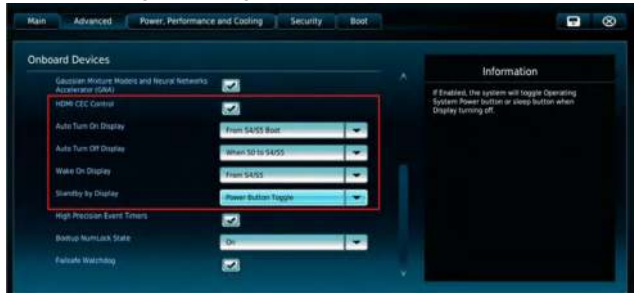 Main Advanced Power, Performance and Cooling Security Boot
Onboard Devices
Gaussian Mixture Models and Neural Networks
Accelerator (GNA)
HDMI CEC Control
Auto Turn On Display From S4/S5 Boot
Auto Turn Off Display When S0 to S4/S5
Wake On Display From S4/S5
Standby by Display Power Button Toggle
High Precision Event Timers
Bootup NumLock State On
Failsafe Watchdog
Information
If Enabled, the system will toggle Operating
System Power button or sleep button when
Display turning off.